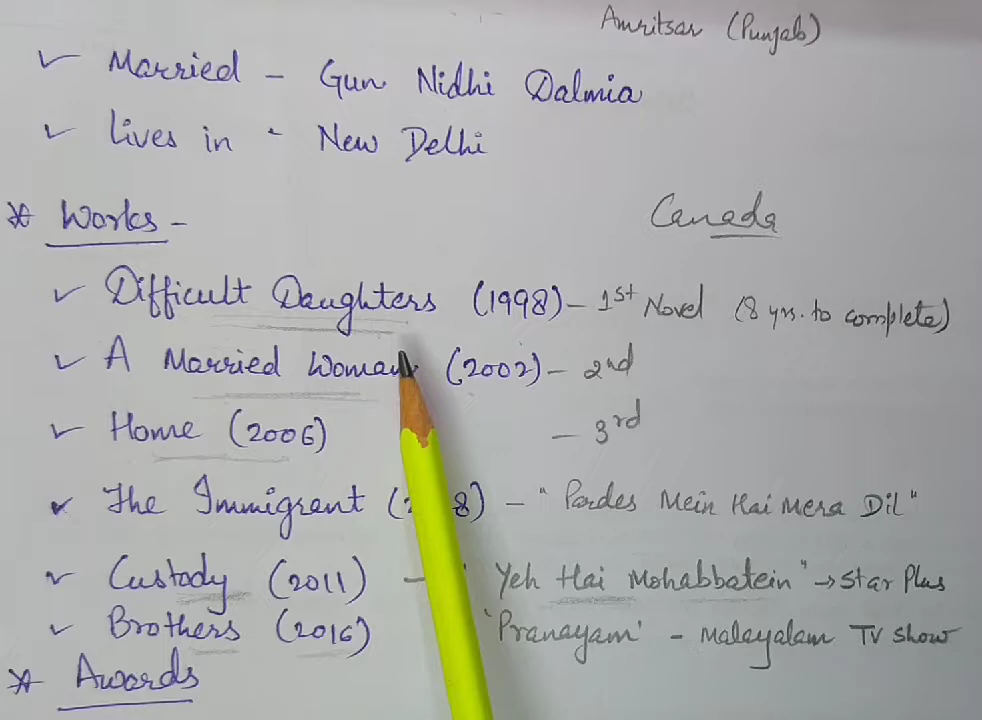 Amritsar (Punjab)
✓ Married - Gun Nidhi Dalmia
✓ Lives in - New Delhi
* Works -
Canada
✓ Difficult Daughters (1998) - 1st Novel (8 yrs. to complete)
✓ A Married Woman (2002) - 2nd
✓ Home (2006) - 3rd
✓ The Immigrant ( 8) - "Pardes Mein Hai Mera Dil"
✓ Custody (2011) - "Yeh Hai Mohabbatein" → Star Plus
✓ Brothers (2016) 'Pranayam' - Malayalam TV show
* Awards